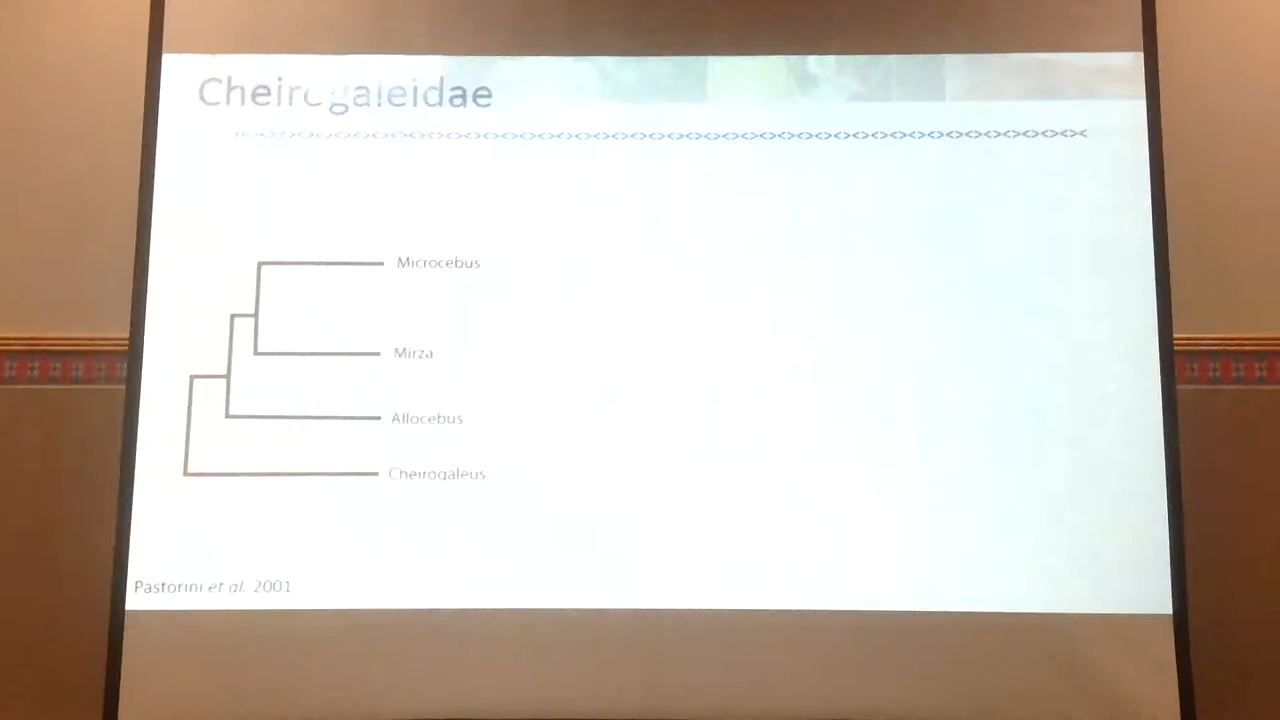 Cheirogaleidae
Microcebus
Mirza
Allocebus
Cheirogaleus
Pastorini et al. 2001